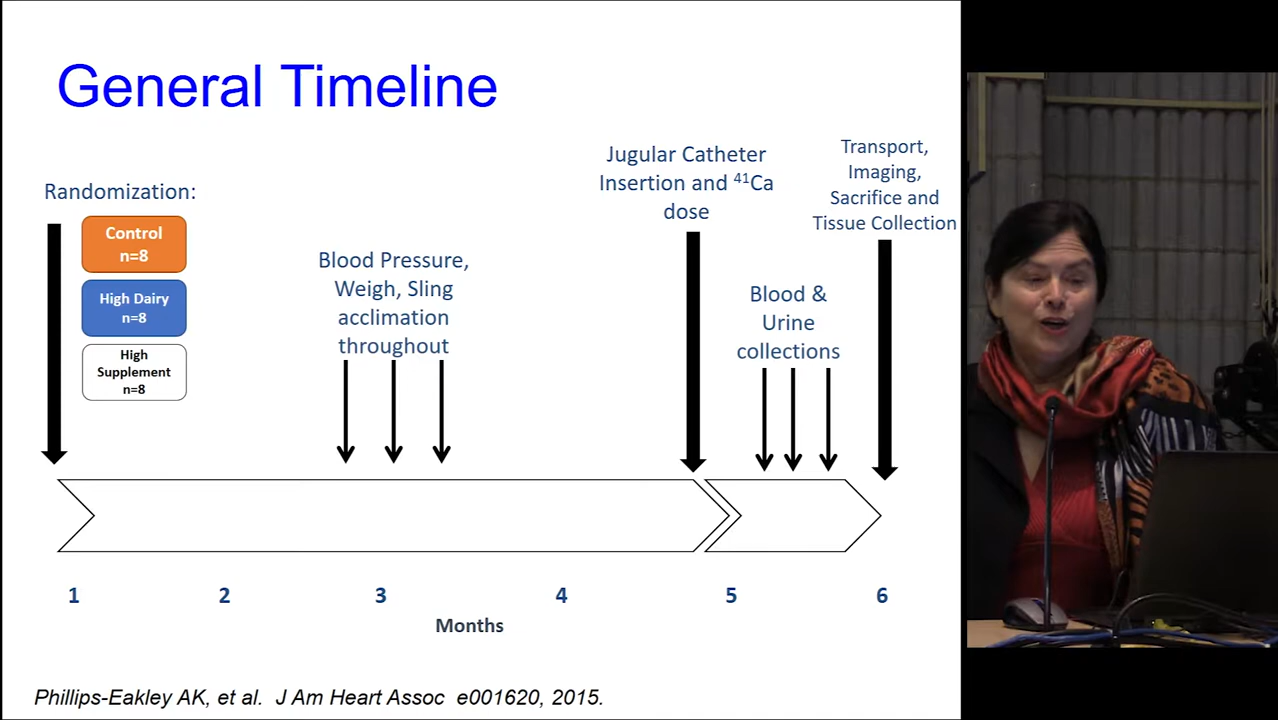 General Timeline
Randomization:
Control
n=8
High Dairy
n=8
High
Supplement
n=8
Blood Pressure,
Weigh, Sling
acclimation
throughout
Jugular Catheter
Insertion and ⁴¹Ca
dose
Blood &
Urine
collections
Transport,
Imaging,
Sacrifice and
Tissue Collection
1 2 3 4 5 6
Months
Phillips-Eakley AK, et al. J Am Heart Assoc e001620, 2015.